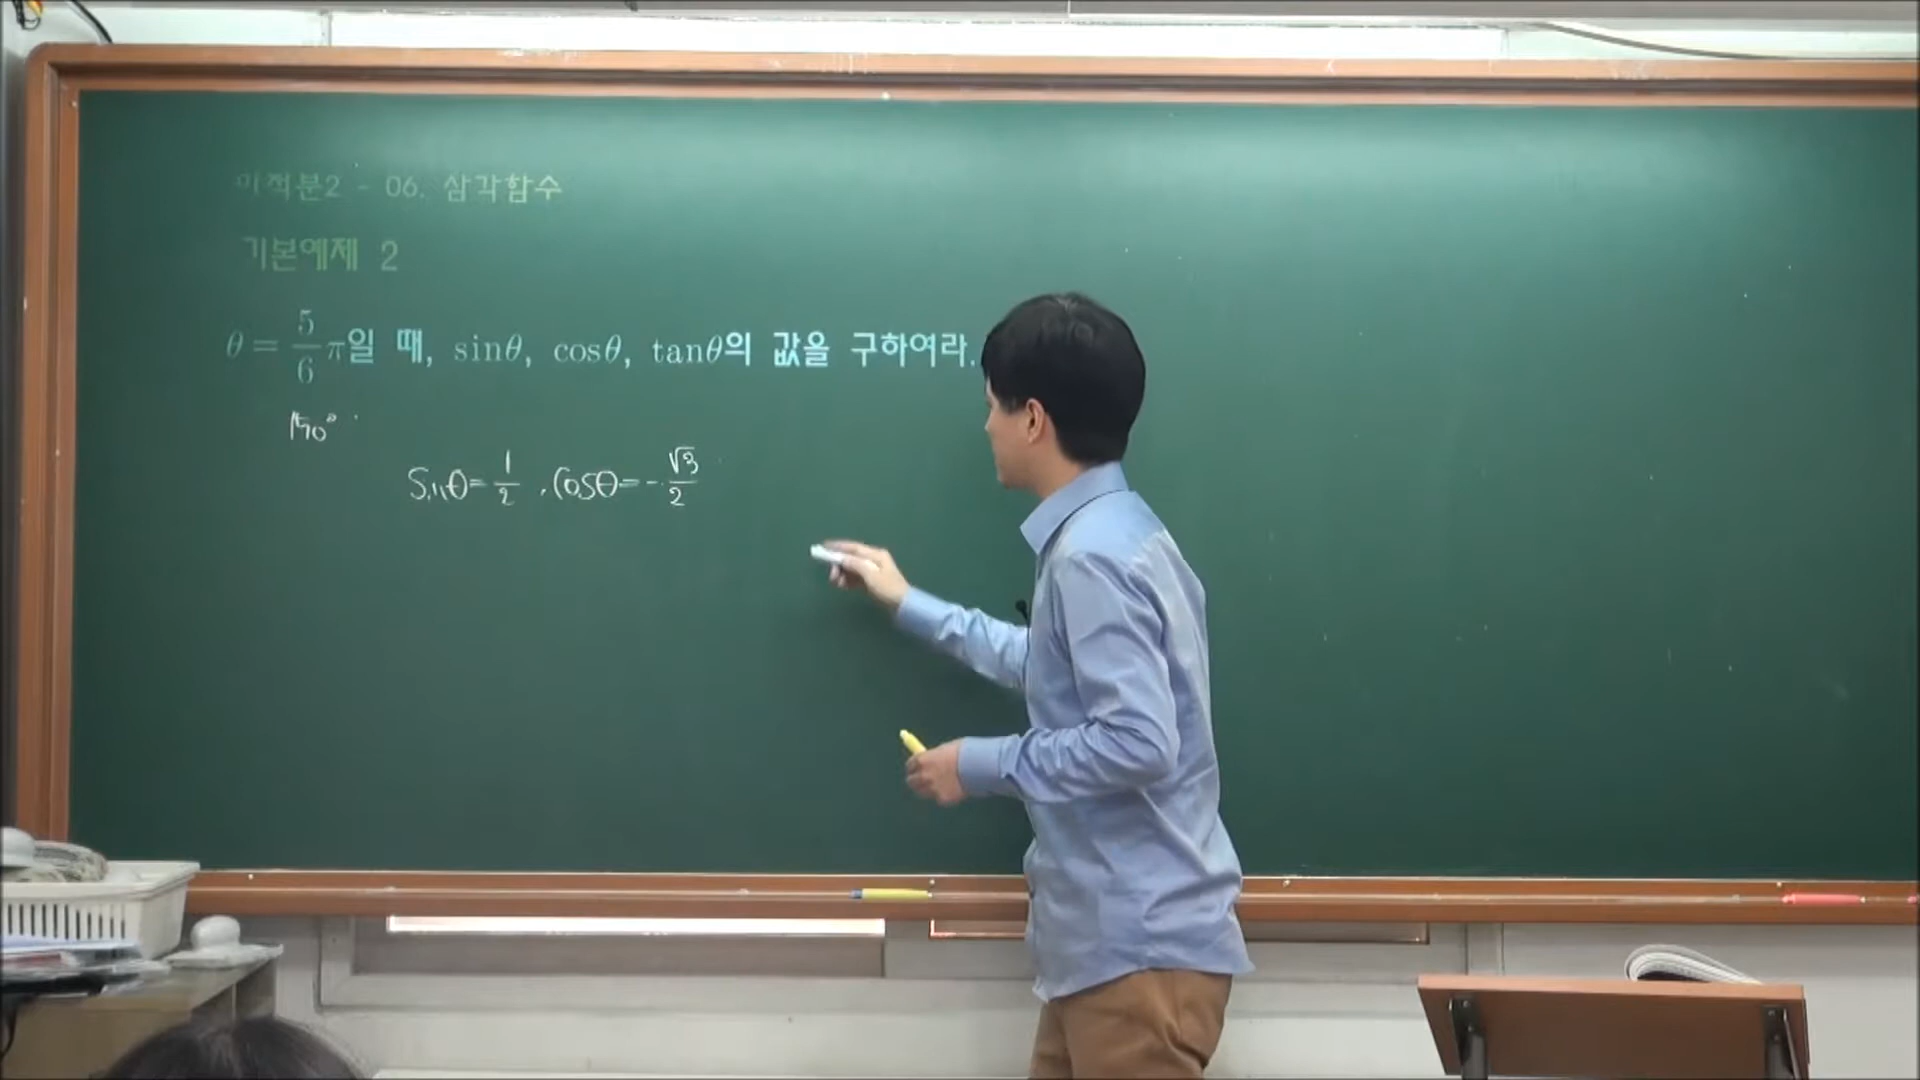 미적분2 - 06. 삼각함수
기본예제 2
θ = 5/6 π일 때, sinθ, cosθ, tanθ의 값을 구하여라.
150°
Sinθ = 1/2 , Cosθ = -√3/2